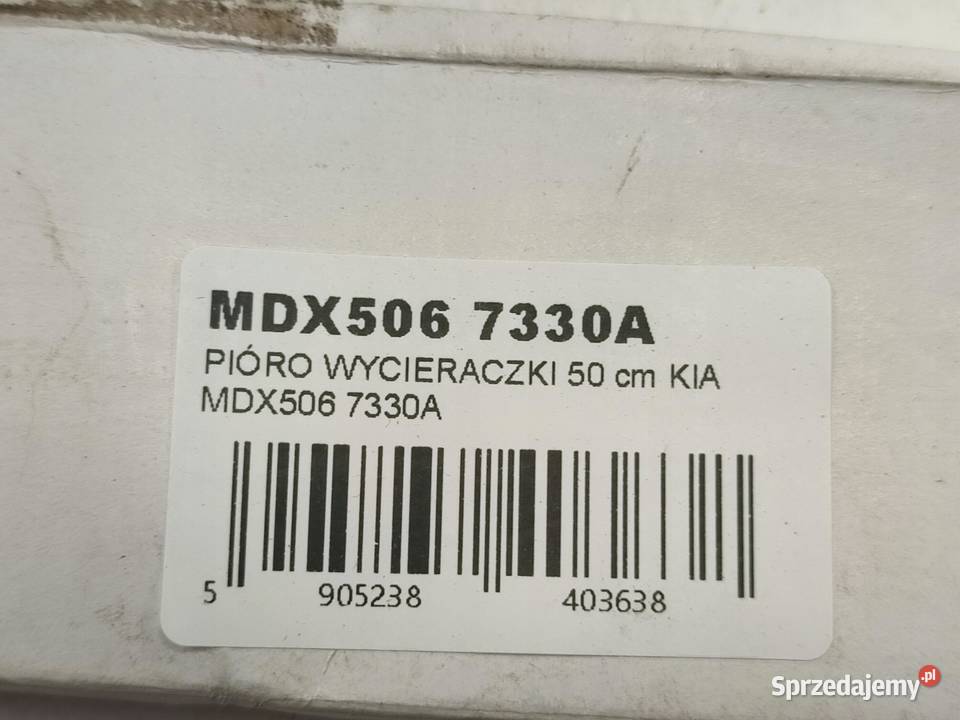 MDX506 7330A
PIÓRO WYCIERACZKI 50 cm KIA
MDX506 7330A
5 905238 403638
Sprzedajemy.pl